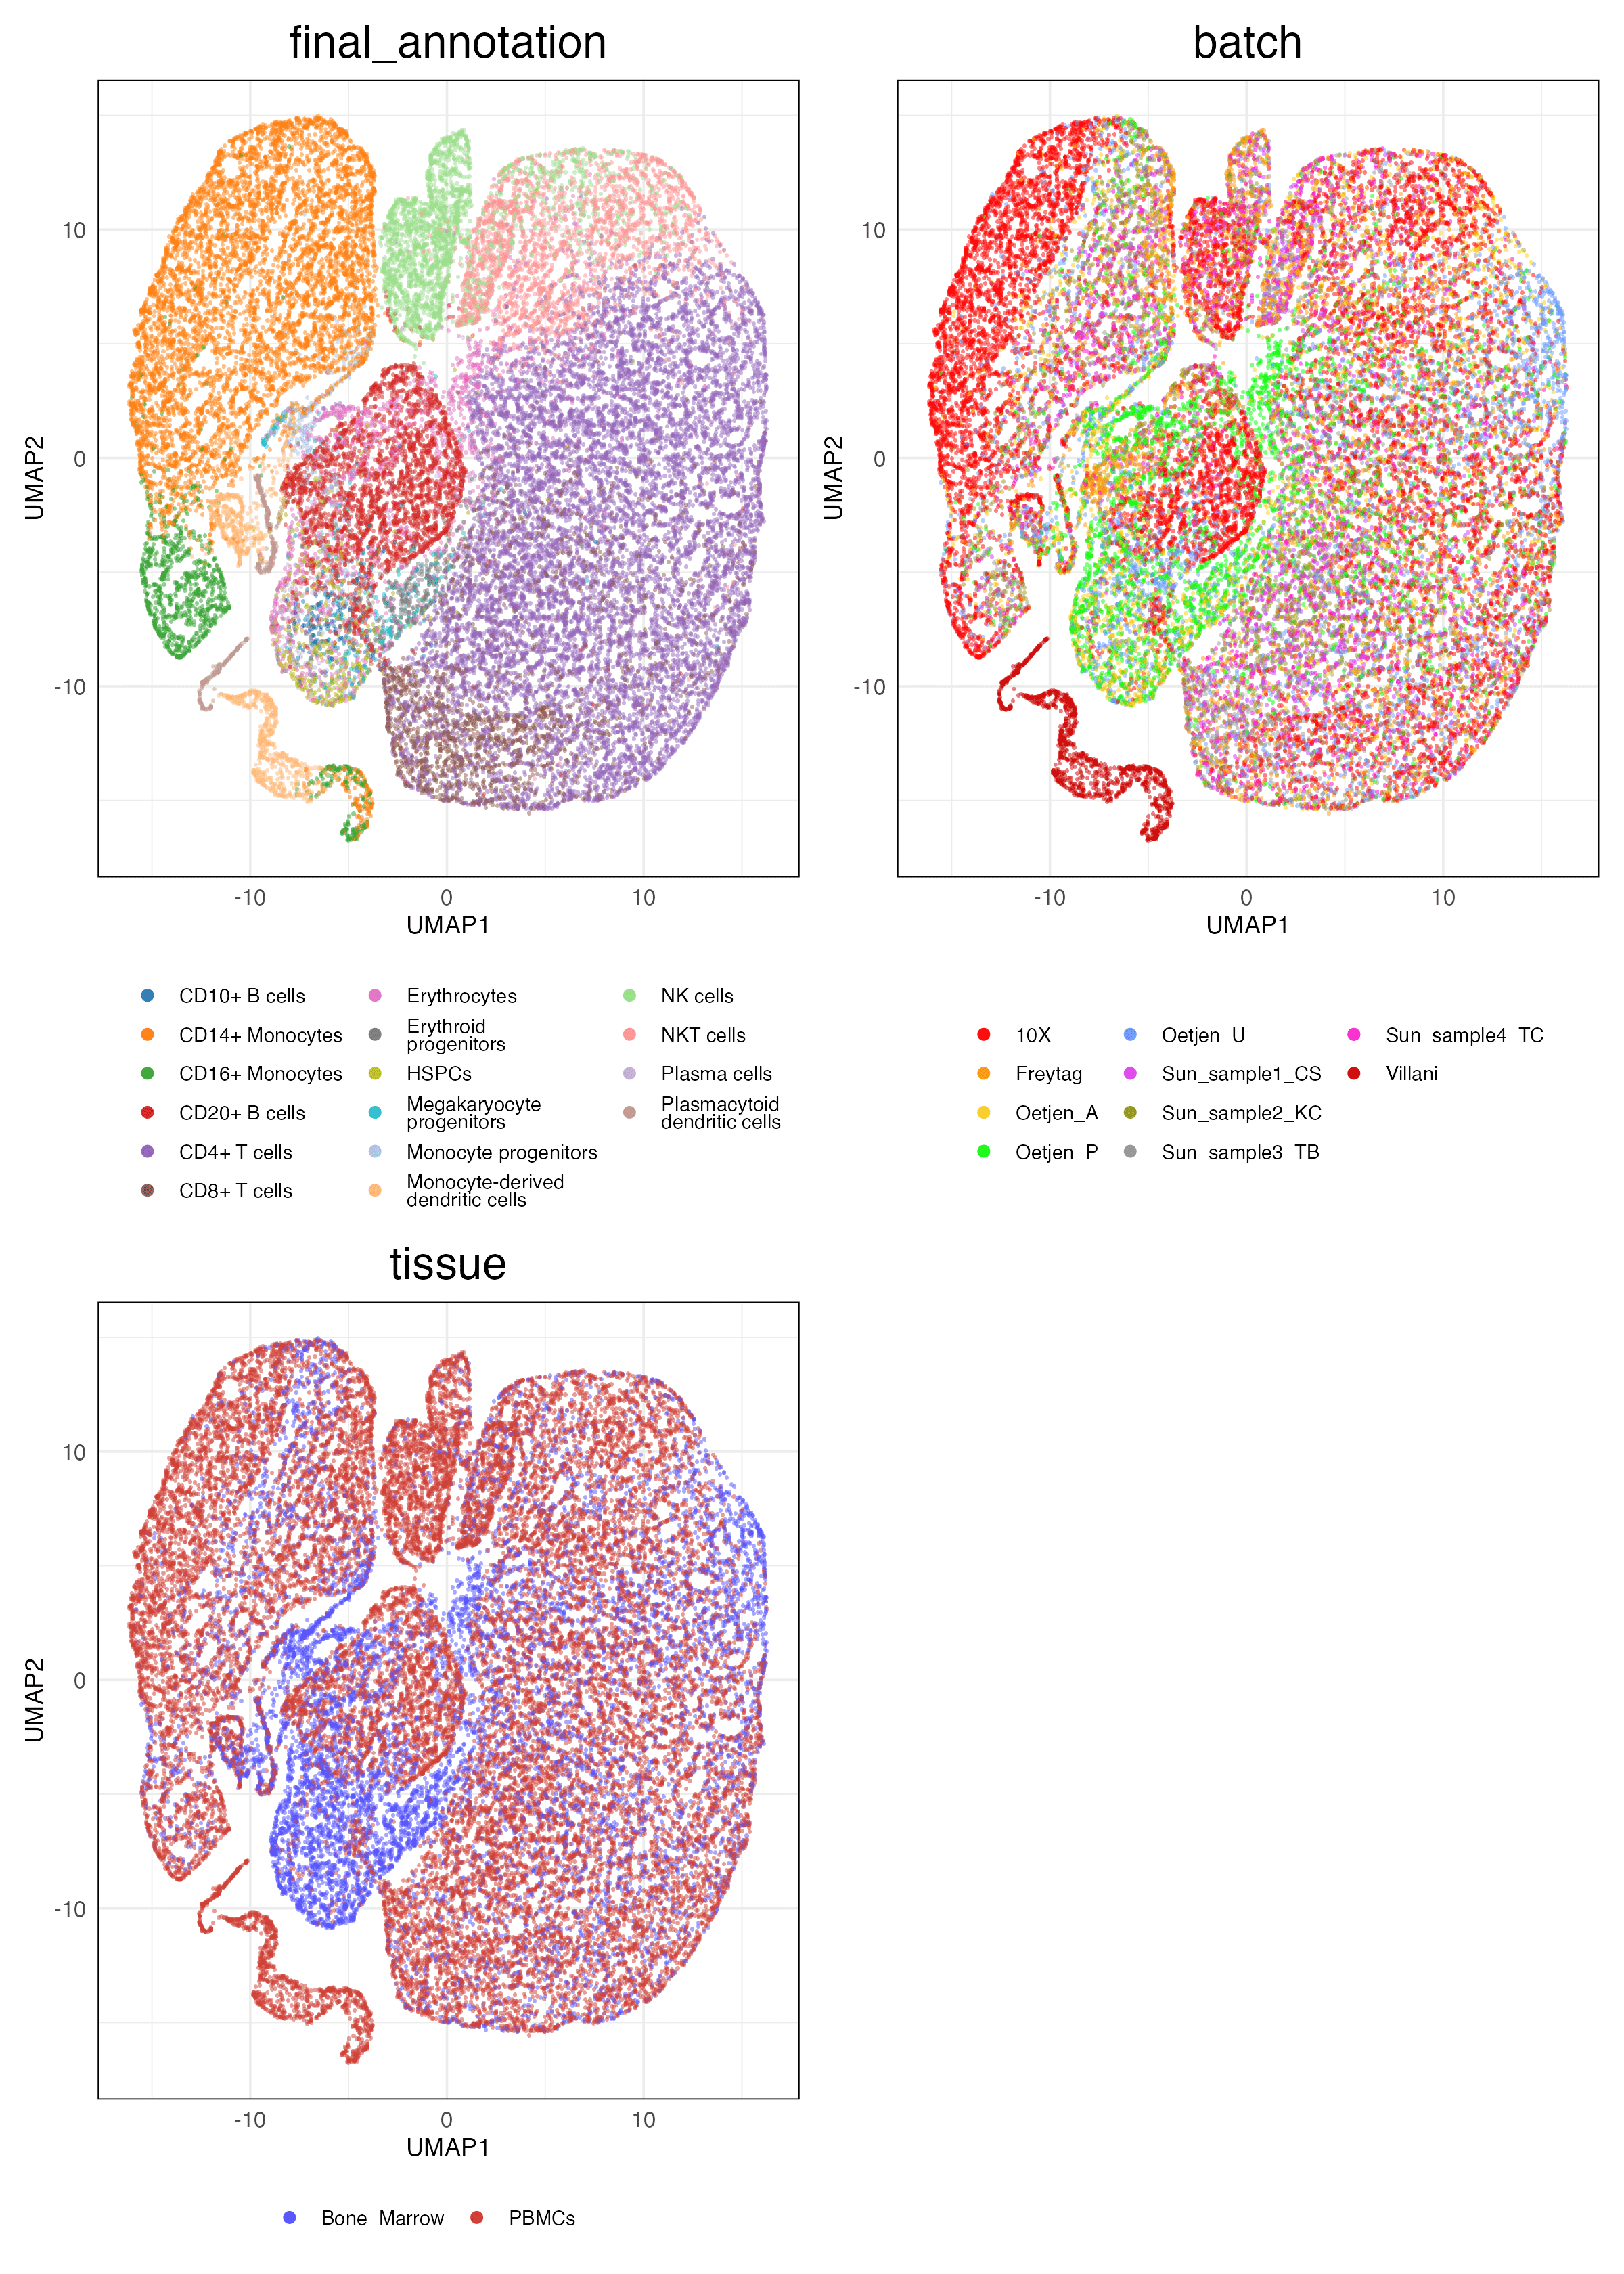 final_annotation
batch
UMAP2
10
0
-10
-10
0
10
UMAP1
UMAP2
10
0
-10
-10
0
10
UMAP1
CD10+ B cells
CD14+ Monocytes
CD16+ Monocytes
CD20+ B cells
CD4+ T cells
CD8+ T cells
Erythrocytes
Erythroid
progenitors
HSPCs
Megakaryocyte
progenitors
Monocyte progenitors
Monocyte-derived
dendritic cells
NK cells
NKT cells
Plasma cells
Plasmacytoid
dendritic cells
10X
Freytag
Oetjen_A
Oetjen_P
Oetjen_U
Sun_sample1_CS
Sun_sample2_KC
Sun_sample3_TB
Sun_sample4_TC
Villani
tissue
UMAP2
10
0
-10
-10
0
10
UMAP1
Bone_Marrow
PBMCs